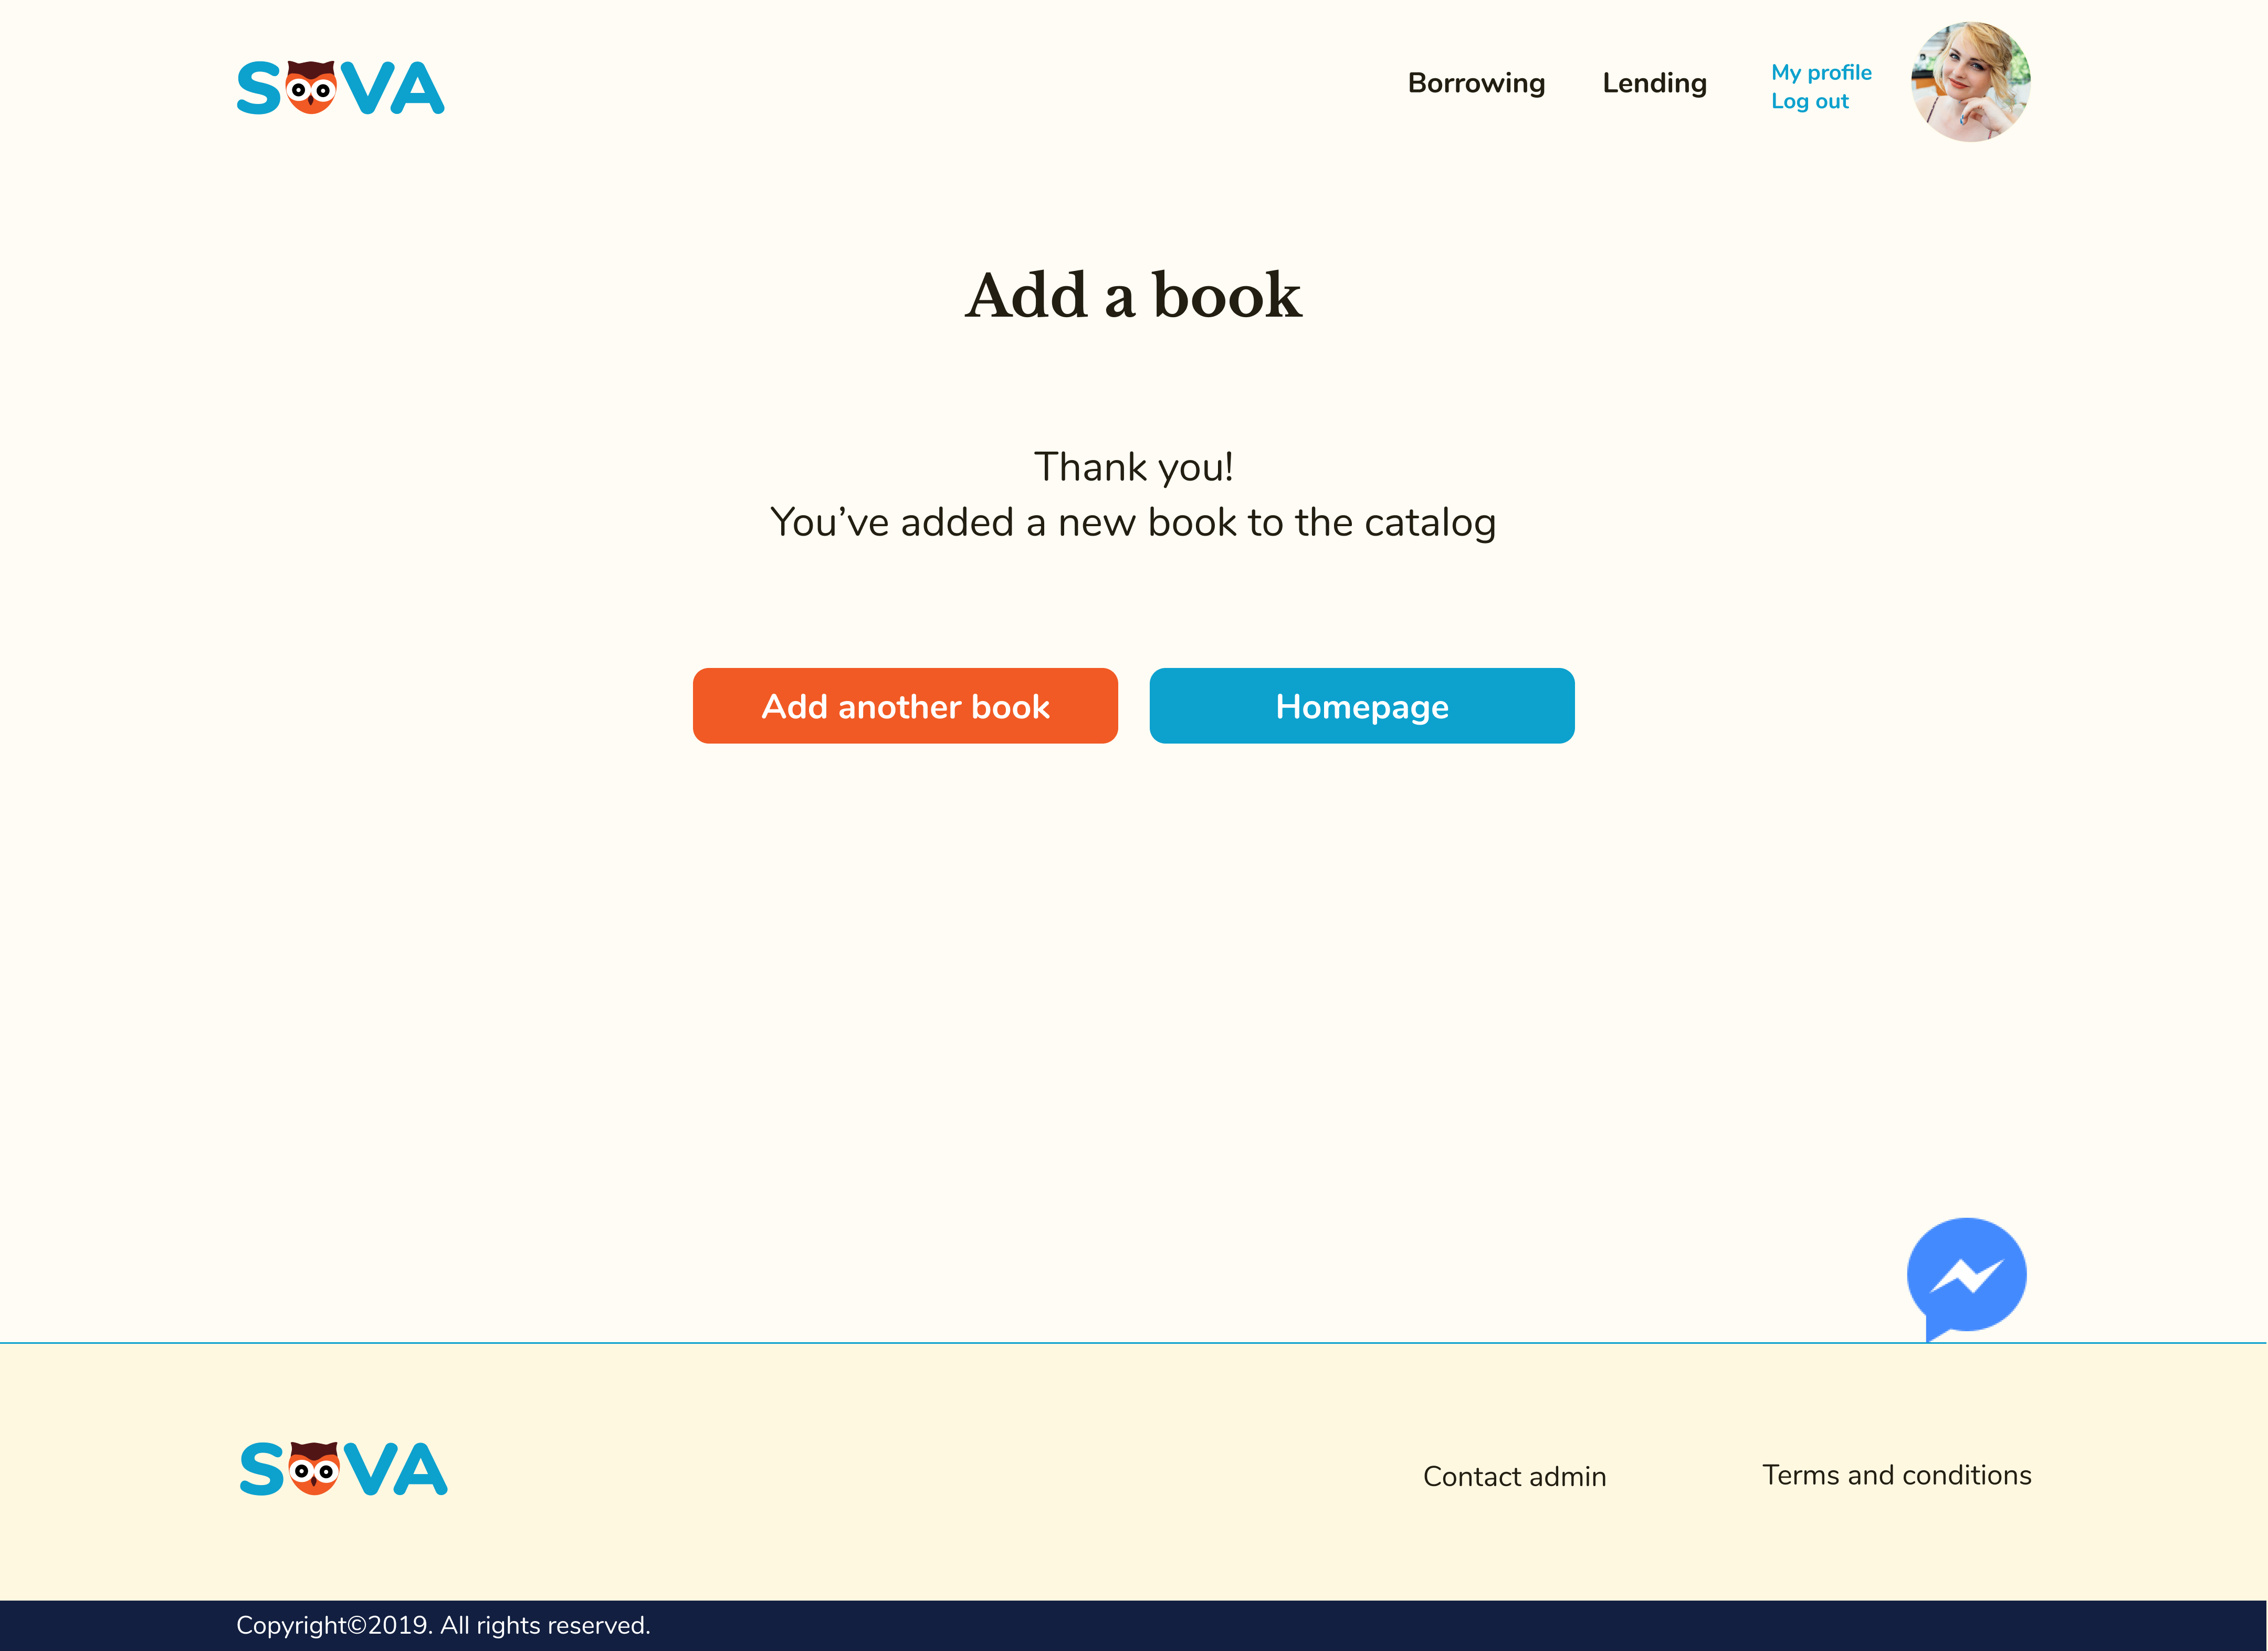 SOVA
Borrowing
Lending
My profile
Log out
Add a book
Thank you!
You’ve added a new book to the catalog
Add another book
Homepage
SOVA
Contact admin
Terms and conditions
Copyright©2019. All rights reserved.